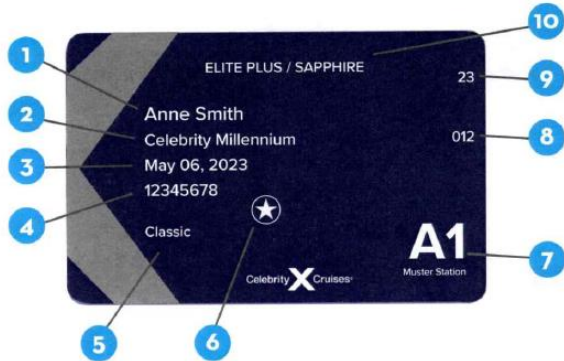 10
ELITE PLUS / SAPPHIRE
9
23
1
Anne Smith
2
Celebrity Millennium
8
012
3
May 06, 2023
4
12345678
Classic
A1
7
Muster Station
Celebrity X Cruises®
5
6